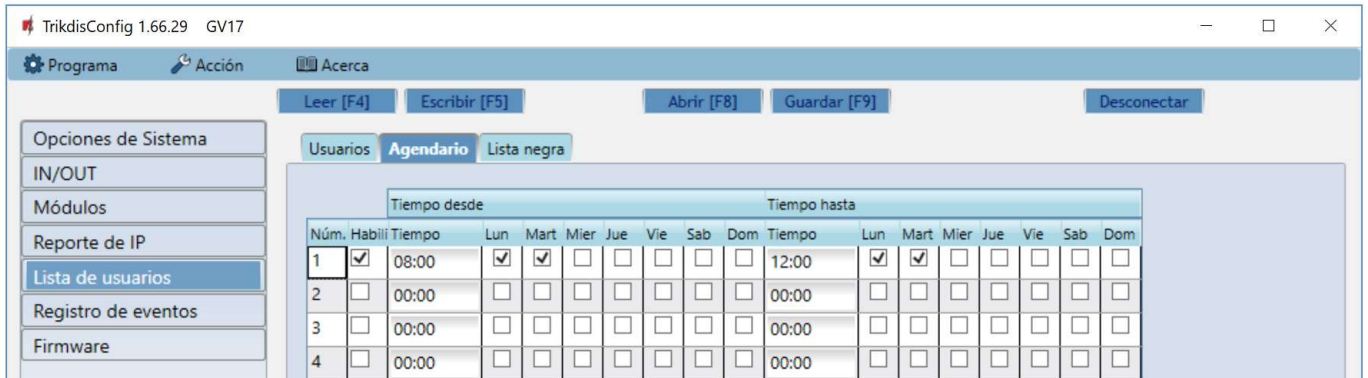 TrikdisConfig 1.66.29 GV17
Programa Acción Acerca
Leer [F4] Escribir [F5] Abrir [F8] Guardar [F9] Desconectar
Opciones de Sistema
IN/OUT
Módulos
Reporte de IP
Lista de usuarios
Registro de eventos
Firmware
Usuarios Agendario Lista negra
Tiempo desde Tiempo hasta
Núm. Habili Tiempo Lun Mart Mier Jue Vie Sab Dom Tiempo Lun Mart Mier Jue Vie Sab Dom
1 08:00 12:00
2 00:00 00:00
3 00:00 00:00
4 00:00 00:00